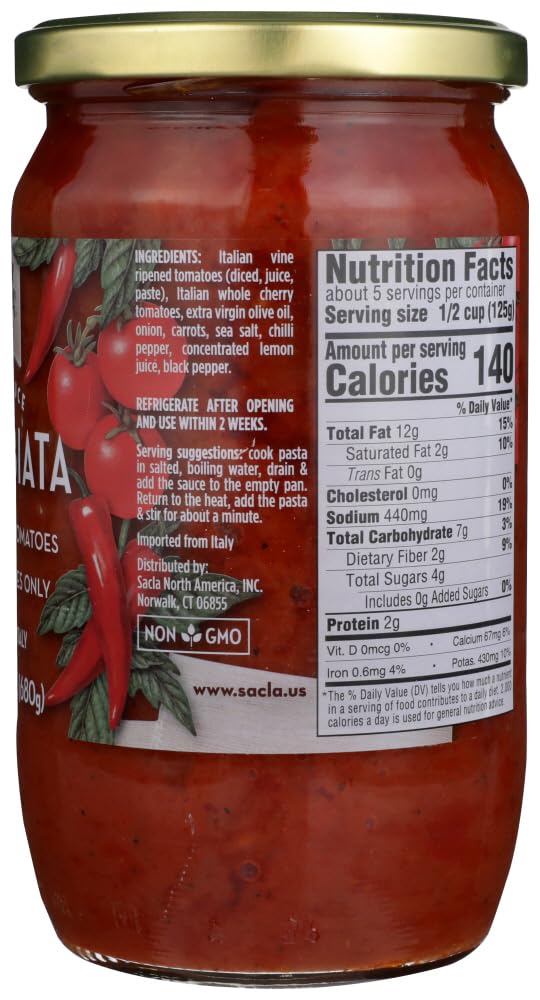 INGREDIENTS: Italian vine
ripened tomatoes (diced, juice,
paste), Italian whole cherry
tomatoes, extra virgin olive oil,
onion, carrots, sea salt, chilli
pepper, concentrated lemon
juice, black pepper.
REFRIGERATE AFTER OPENING
AND USE WITHIN 2 WEEKS.
Serving suggestions: cook pasta
in salted, boiling water, drain &
add the sauce to the empty pan.
Return to the heat, add the pasta
& stir for about a minute.
Imported from Italy
Distributed by:
Sacla North America, INC.
Norwalk, CT 06855
NON GMO
www.sacla.us
IATA
OMATOES
ES ONLY
ALY
(680g)
Nutrition Facts
about 5 servings per container
Serving size 1/2 cup (125g)
Amount per serving
Calories 140
% Daily Value*
Total Fat 12g 15%
Saturated Fat 2g 10%
Trans Fat 0g
Cholesterol 0mg 0%
Sodium 440mg 19%
Total Carbohydrate 7g 3%
Dietary Fiber 2g 9%
Total Sugars 4g
Includes 0g Added Sugars 0%
Protein 2g
Vit. D 0mcg 0% • Calcium 67mg 6%
Iron 0.6mg 4% • Potas. 430mg 10%
*The % Daily Value (DV) tells you how much a nutrient
in a serving of food contributes to a daily diet. 2,000
calories a day is used for general nutrition advice.